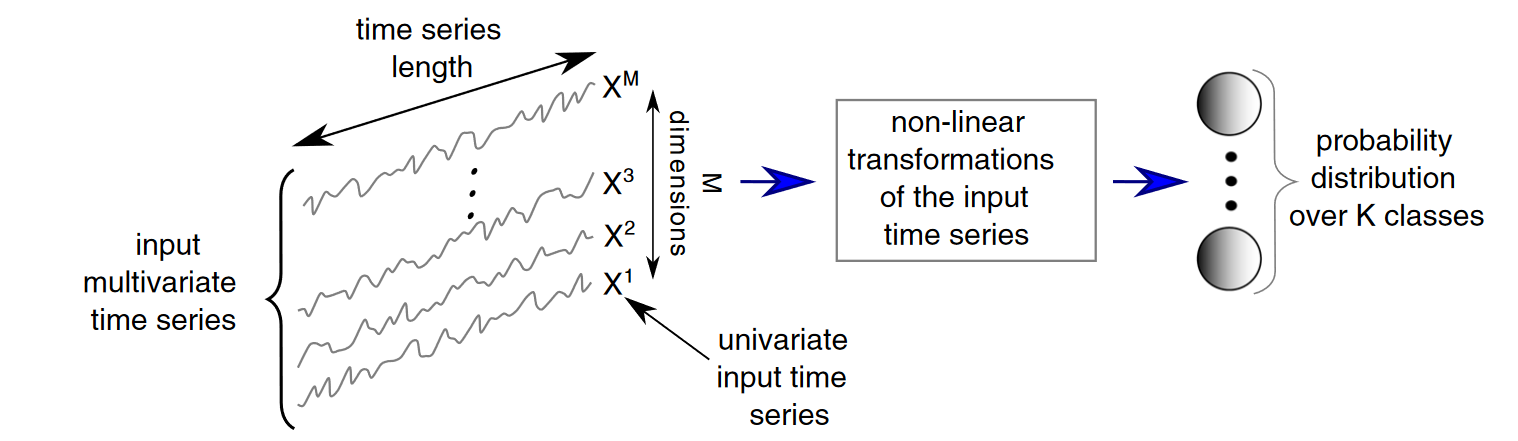 time series
length
X^M
X^3
X^2
X^1
M
dimensions
input
multivariate
time series
univariate
input time
series
non-linear
transformations
of the input
time series
probability
distribution
over K classes